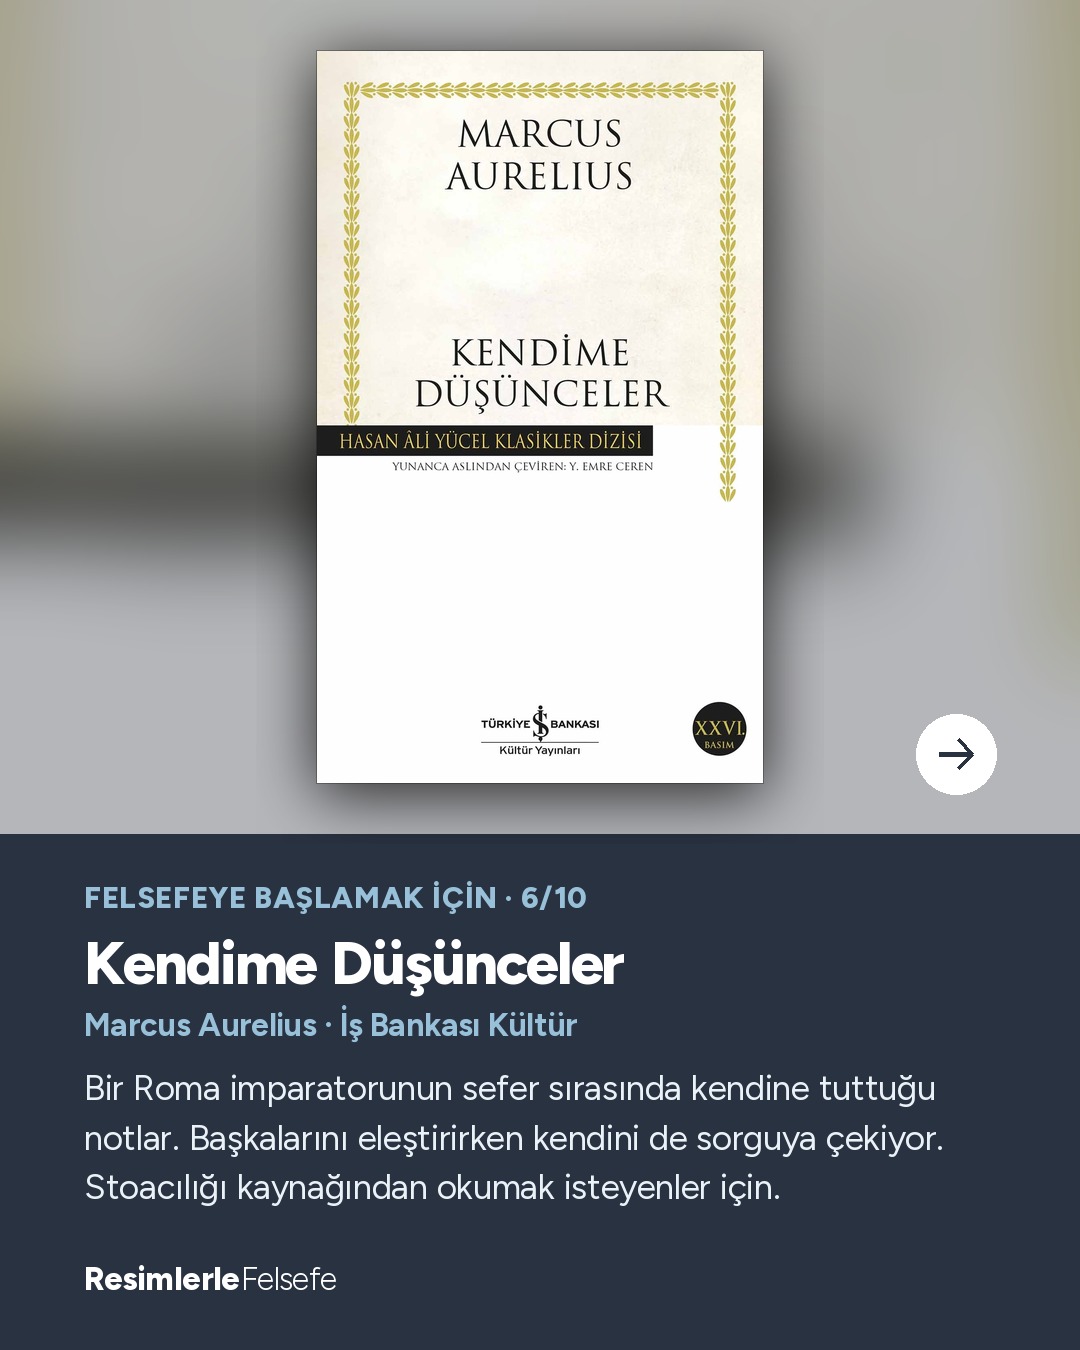 MARCUS
AURELIUS
KENDİME
DÜŞÜNCELER
HASAN ÂLİ YÜCEL KLASİKLER DİZİSİ
YUNANCA ASLINDAN ÇEVİREN: Y. EMRE CEREN
TÜRKİYE İŞ BANKASI
Kültür Yayınları
XXVI.
BASIM
FELSEFEYE BAŞLAMAK İÇİN · 6/10
Kendime Düşünceler
Marcus Aurelius · İş Bankası Kültür
Bir Roma imparatorunun sefer sırasında kendine tuttuğu
notlar. Başkalarını eleştirirken kendini de sorguya çekiyor.
Stoacılığı kaynağından okumak isteyenler için.
ResimlerleFelsefe